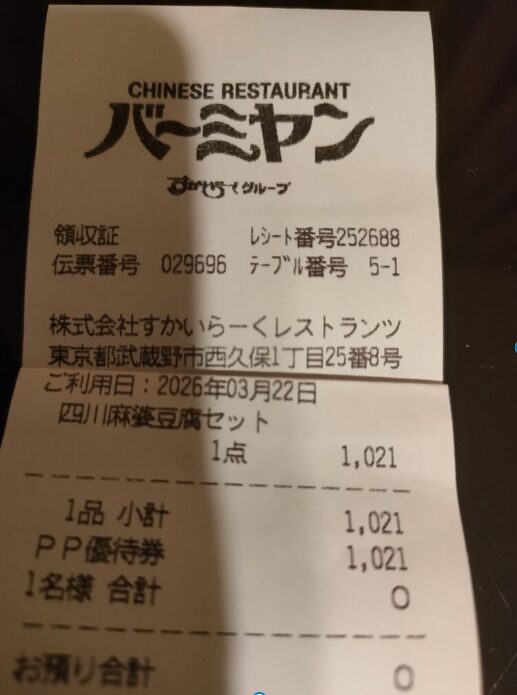 CHINESE RESTAURANT
バーミヤン
すかいらーくグループ
領収証 レシート番号252688
伝票番号 029696 テーブル番号 5-1
株式会社すかいらーくレストランツ
東京都武蔵野市西久保1丁目25番8号
ご利用日：2026年03月22日
四川麻婆豆腐セット
1点 1,021
1品 小計 1,021
ＰＰ優待券 1,021
1名様 合計 0
お預り合計 0